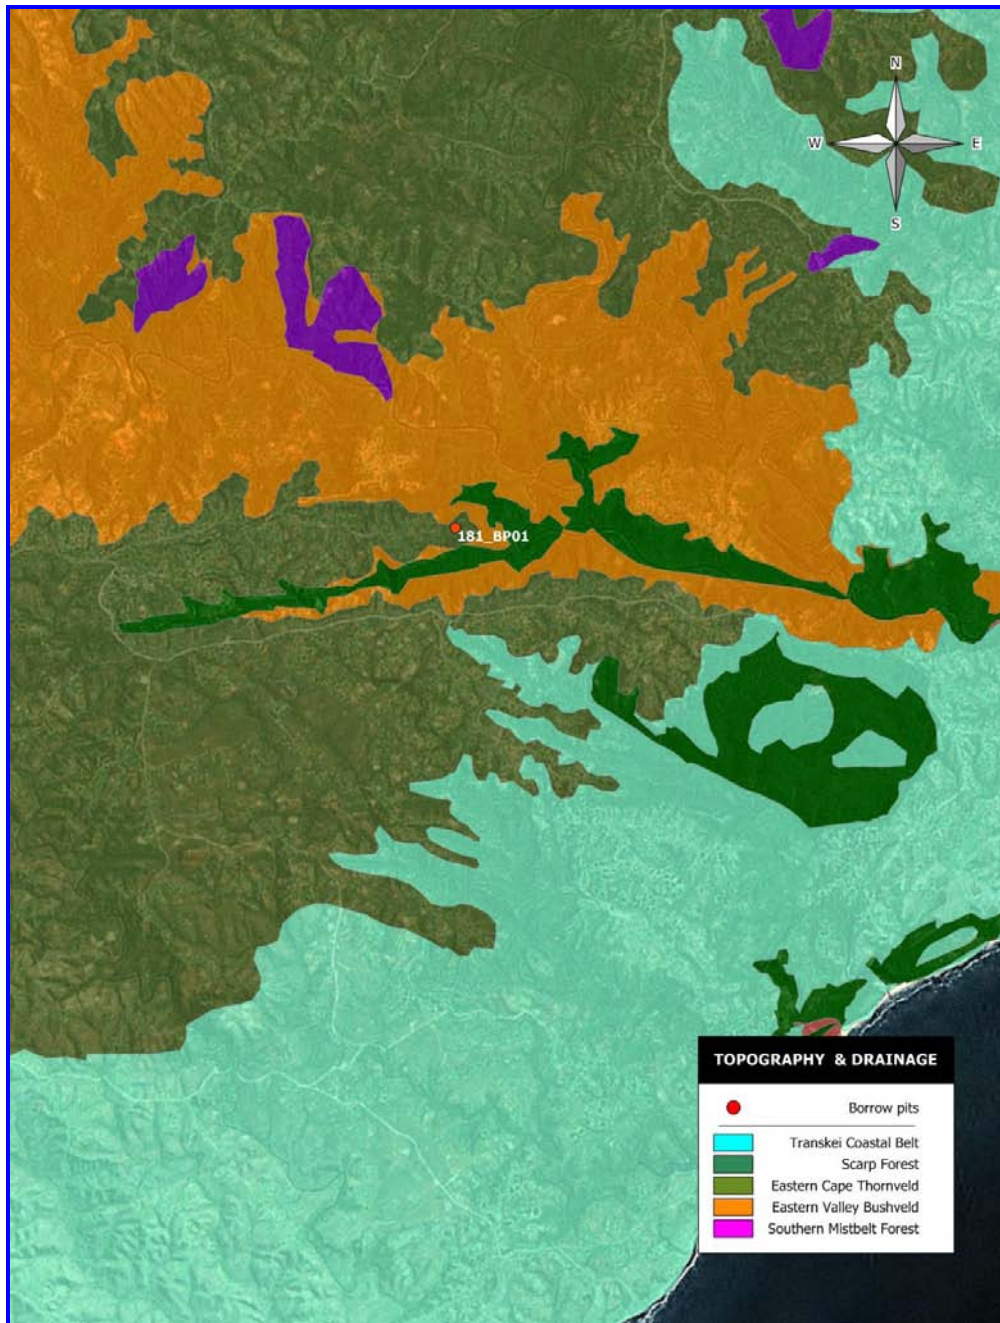 N
W E
S
181_BP01
TOPOGRAPHY & DRAINAGE
Borrow pits
Transkei Coastal Belt
Scarp Forest
Eastern Cape Thornveld
Eastern Valley Bushveld
Southern Mistbelt Forest